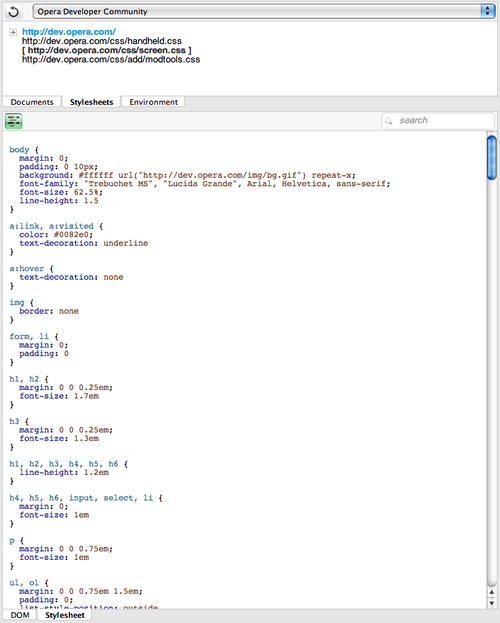 Opera Developer Community
http://dev.opera.com/
http://dev.opera.com/css/handheld.css
[ http://dev.opera.com/css/screen.css ]
http://dev.opera.com/css/add/modtools.css
Documents Stylesheets Environment
search
body {
margin: 0;
padding: 0 10px;
background: #ffffff url("http://dev.opera.com/img/bg.gif") repeat-x;
font-family: "Trebuchet MS", "Lucida Grande", Arial, Helvetica, sans-serif;
font-size: 62.5%;
line-height: 1.5
}
a:link, a:visited {
color: #0082e0;
text-decoration: underline
}
a:hover {
text-decoration: none
}
img {
border: none
}
form, li {
margin: 0;
padding: 0
}
h1, h2 {
margin: 0 0 0.25em;
font-size: 1.7em
}
h3 {
margin: 0 0 0.25em;
font-size: 1.3em
}
h1, h2, h3, h4, h5, h6 {
line-height: 1.2em
}
h4, h5, h6, input, select, li {
margin: 0;
font-size: 1em
}
p {
margin: 0 0 0.75em;
font-size: 1em
}
ul, ol {
margin: 0 0 0.75em 1.5em;
padding: 0;
list-style-position: outside
DOM Stylesheet